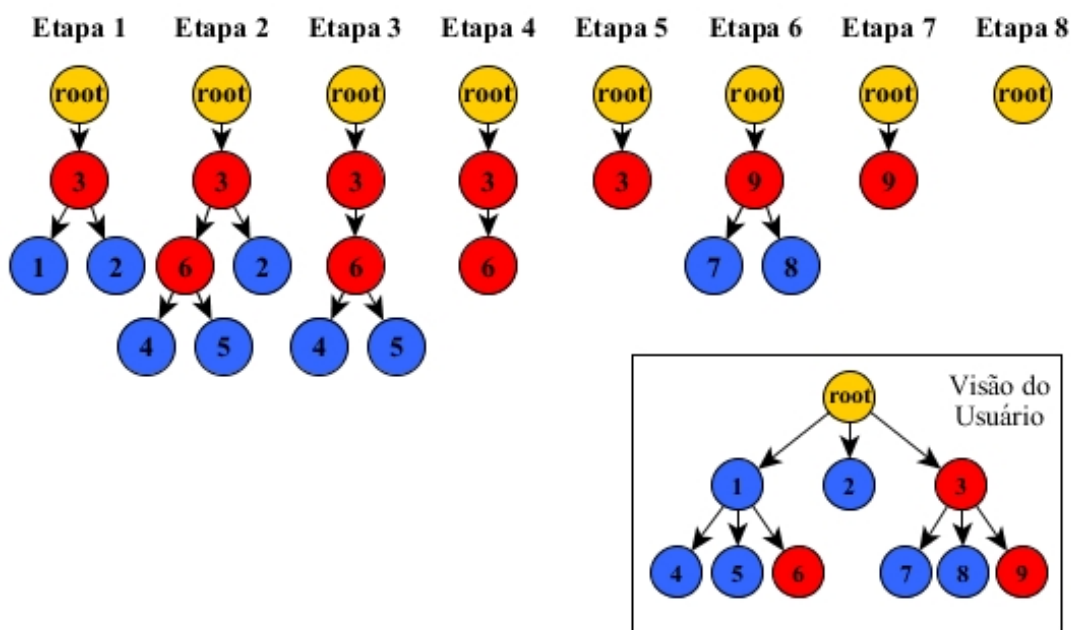 Etapa 1 Etapa 2 Etapa 3 Etapa 4 Etapa 5 Etapa 6 Etapa 7 Etapa 8
root root root root root root root root
3 3 3 3 3 9 9
1 2 6 2 6 6 7 8
4 5 4 5
Visão do
Usuário
root
1 2 3
4 5 6 7 8 9